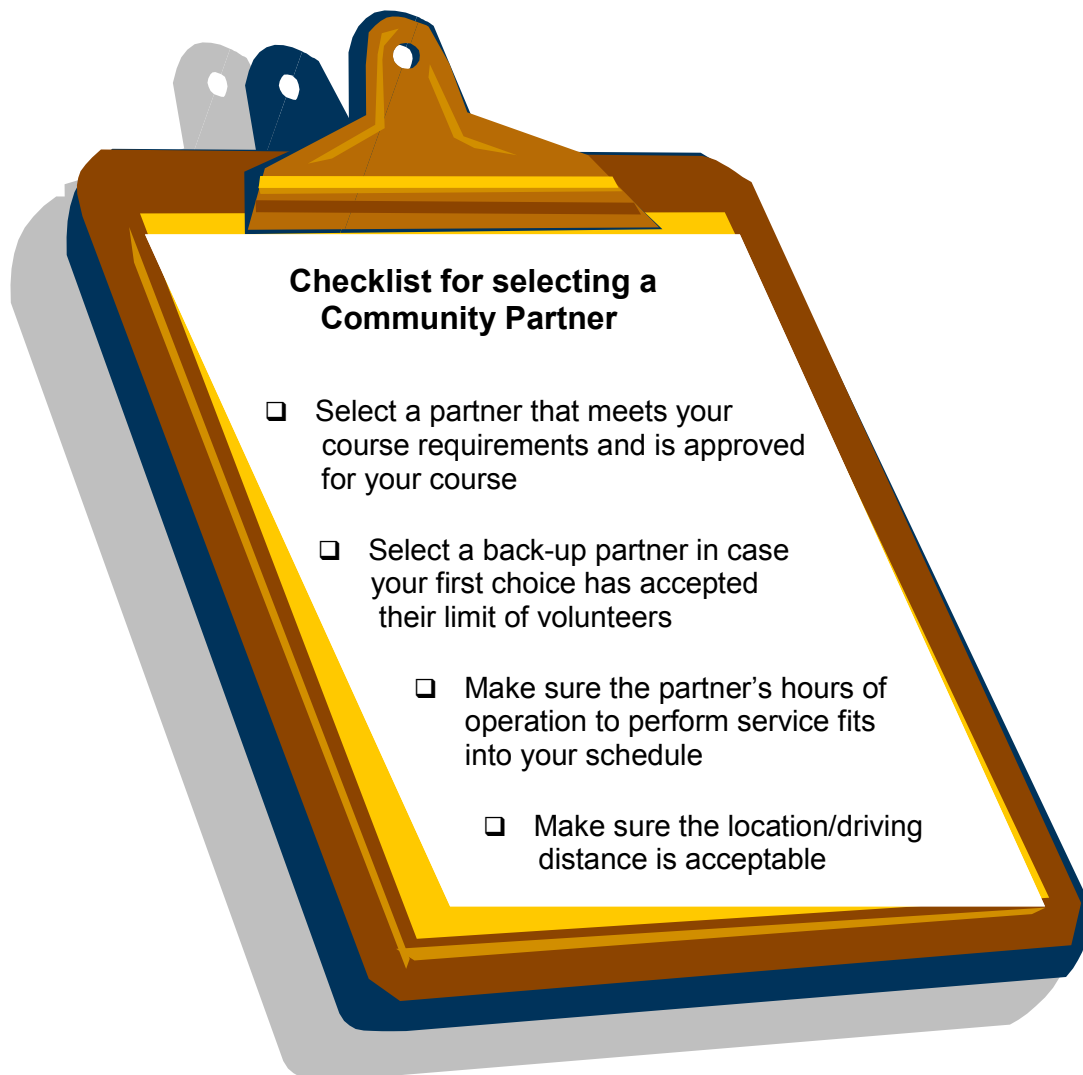 Checklist for selecting a
Community Partner
❑ Select a partner that meets your
course requirements and is approved
for your course
❑ Select a back-up partner in case
your first choice has accepted
their limit of volunteers
❑ Make sure the partner’s hours of
operation to perform service fits
into your schedule
❑ Make sure the location/driving
distance is acceptable